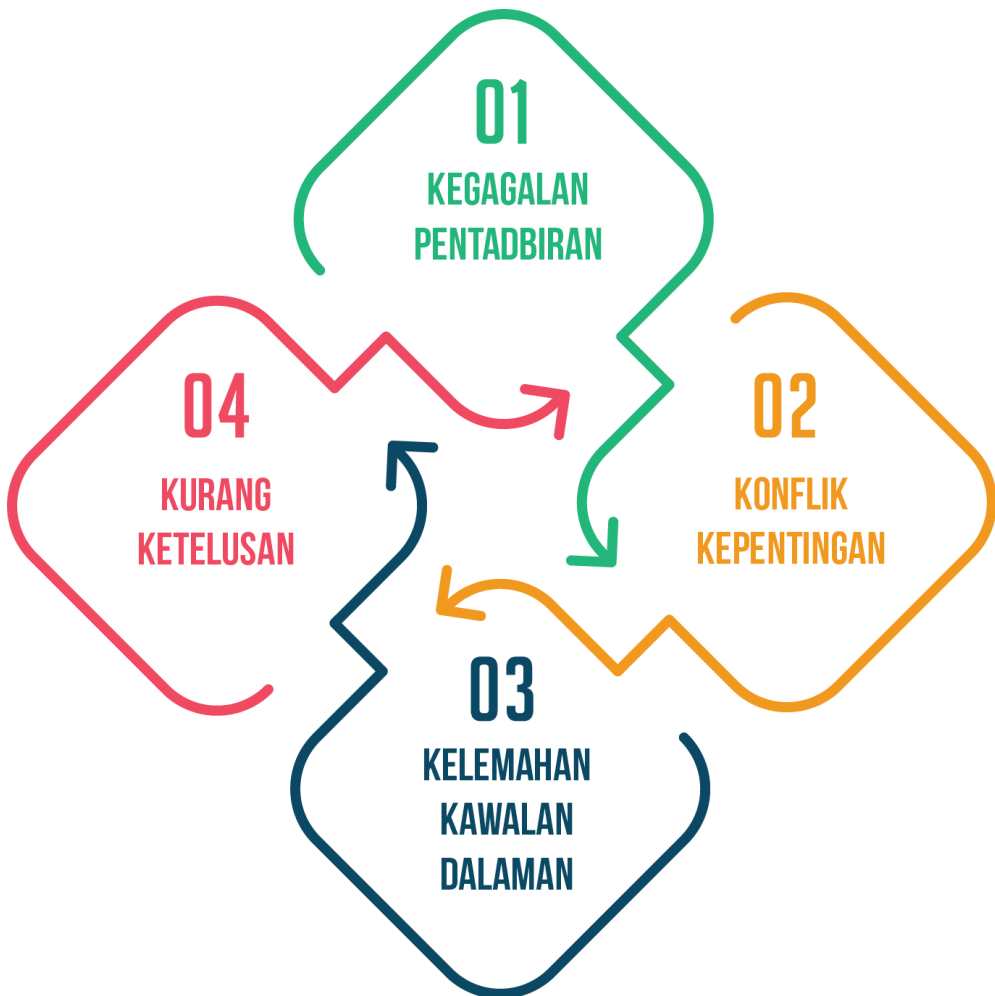 01
KEGAGALAN
PENTADBIRAN
02
KONFLIK
KEPENTINGAN
03
KELEMAHAN
KAWALAN
DALAMAN
04
KURANG
KETELUSAN